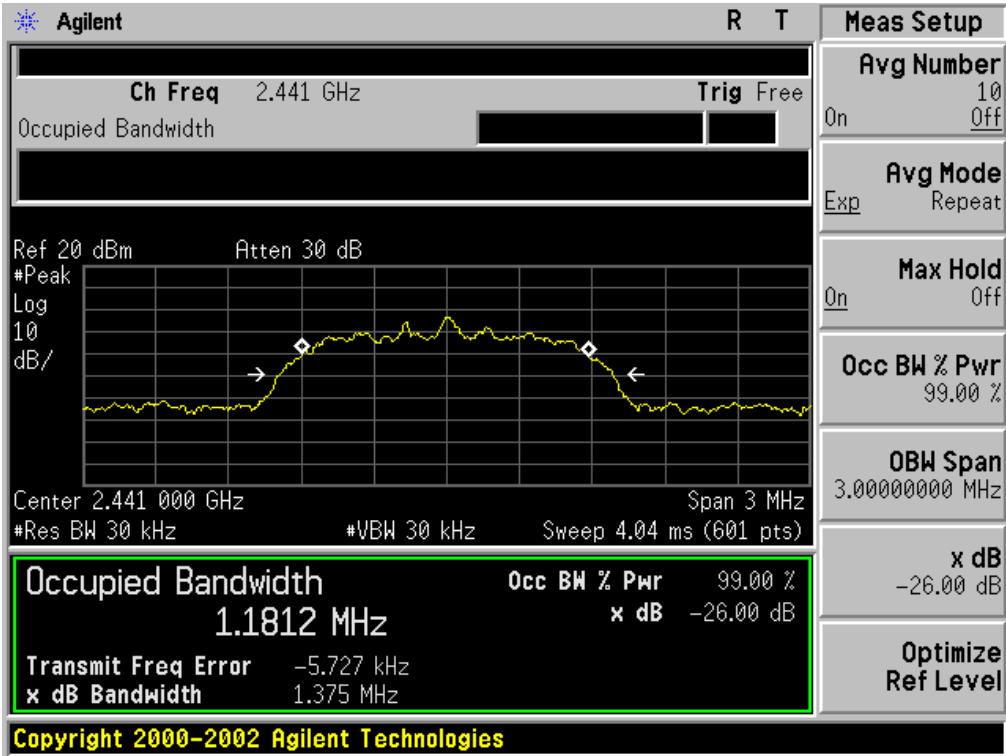 Agilent R T
Meas Setup
Ch Freq 2.441 GHz Trig Free
Occupied Bandwidth
Ref 20 dBm Atten 30 dB
#Peak
Log
10
dB/
Center 2.441 000 GHz Span 3 MHz
#Res BW 30 kHz #VBW 30 kHz Sweep 4.04 ms (601 pts)
Occupied Bandwidth
1.1812 MHz
Occ BW % Pwr 99.00 %
x dB -26.00 dB
Transmit Freq Error -5.727 kHz
x dB Bandwidth 1.375 MHz
Avg Number
10
On Off
Avg Mode
Exp Repeat
Max Hold
On Off
Occ BW % Pwr
99.00 %
OBW Span
3.00000000 MHz
x dB
-26.00 dB
Optimize
Ref Level
Copyright 2000-2002 Agilent Technologies